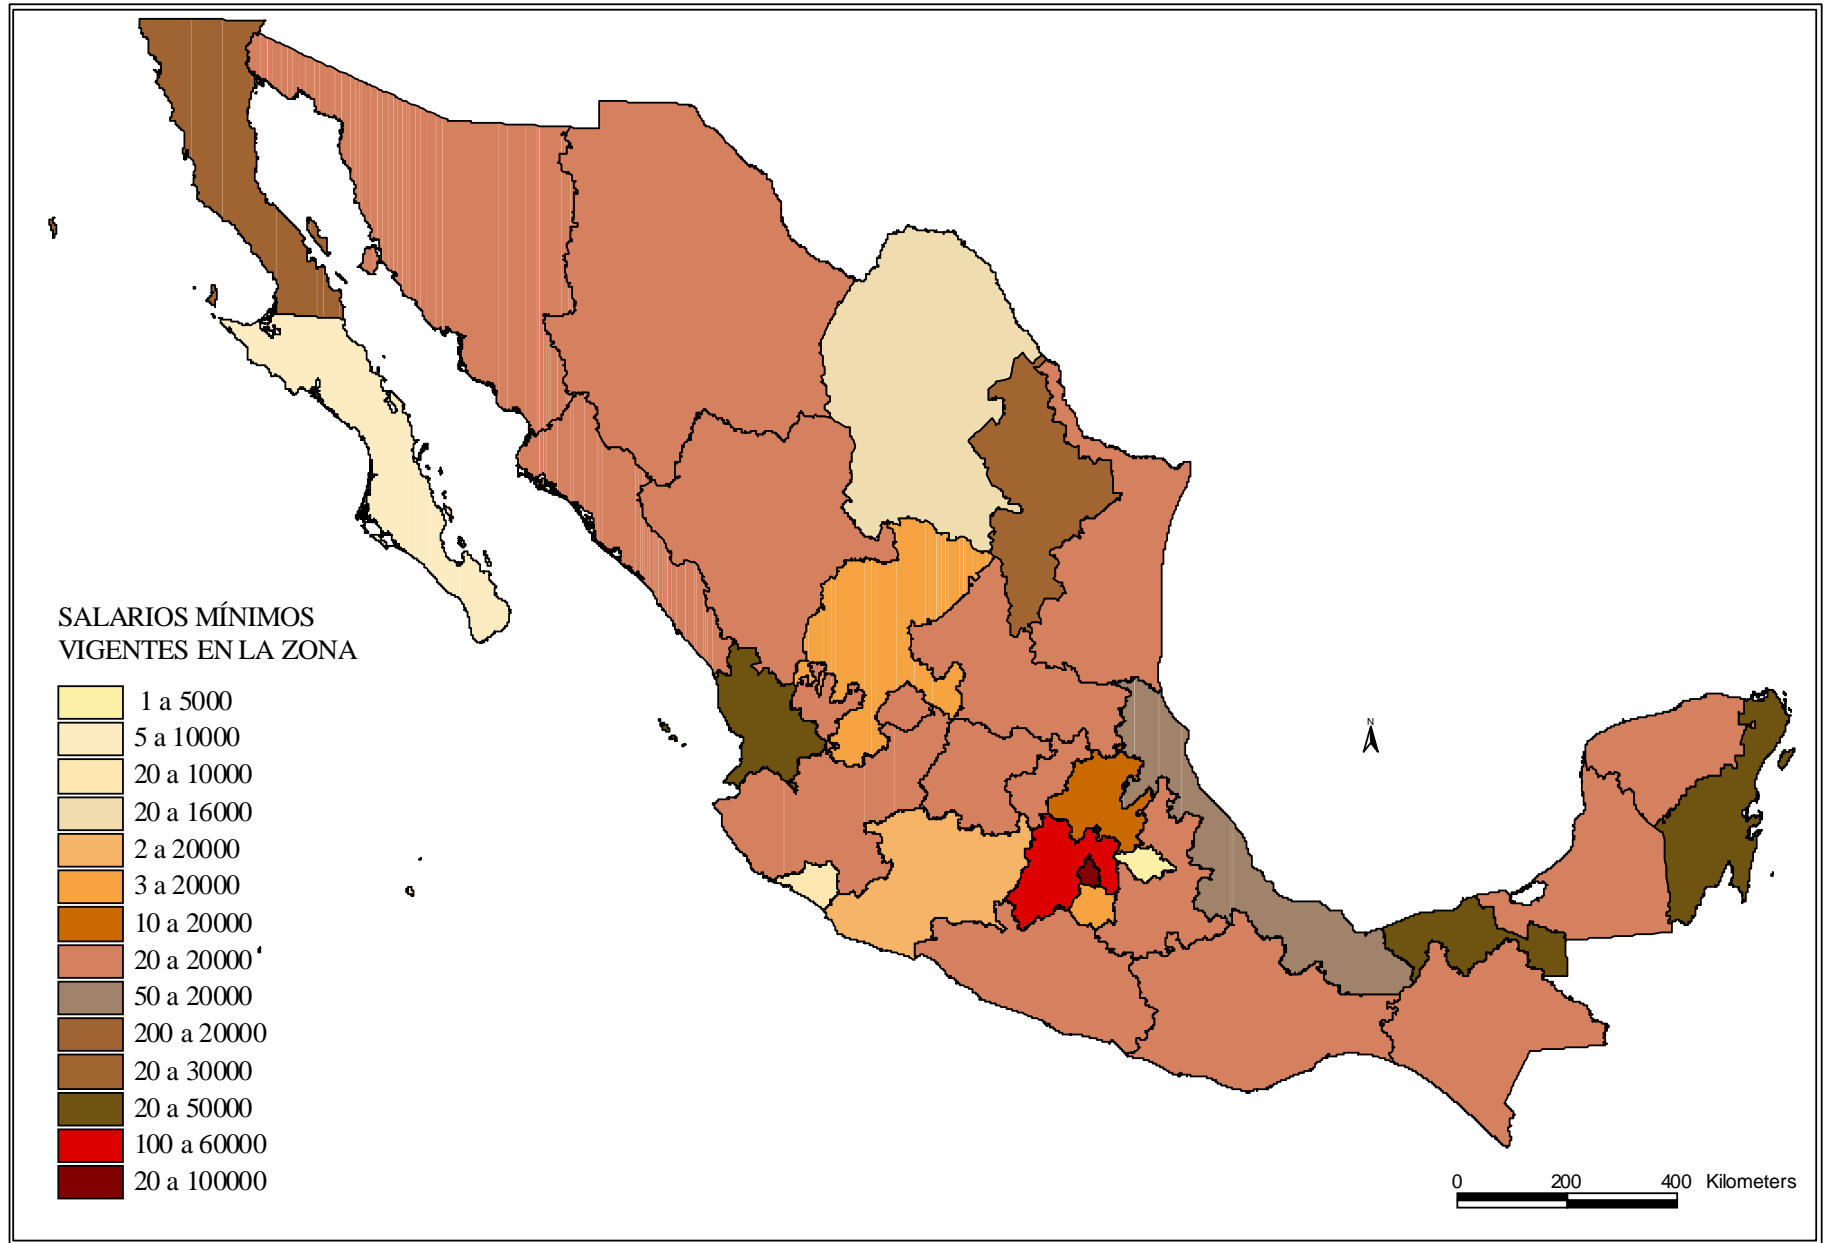 SALARIOS MÍNIMOS
VIGENTES EN LA ZONA
1 a 5000
5 a 10000
20 a 10000
20 a 16000
2 a 20000
3 a 20000
10 a 20000
20 a 20000
50 a 20000
200 a 20000
20 a 30000
20 a 50000
100 a 60000
20 a 100000
N
0 200 400 Kilometers